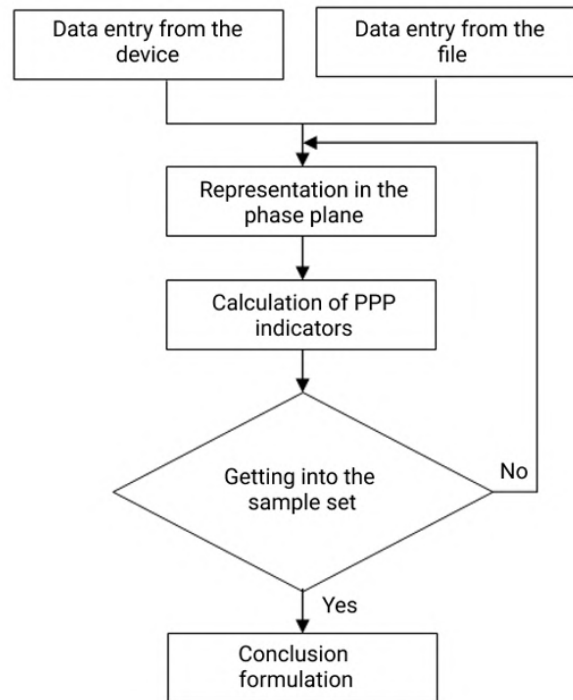 Data entry from the
device
Data entry from the
file
Representation in the
phase plane
Calculation of PPP
indicators
Getting into the
sample set
No
Yes
Conclusion
formulation